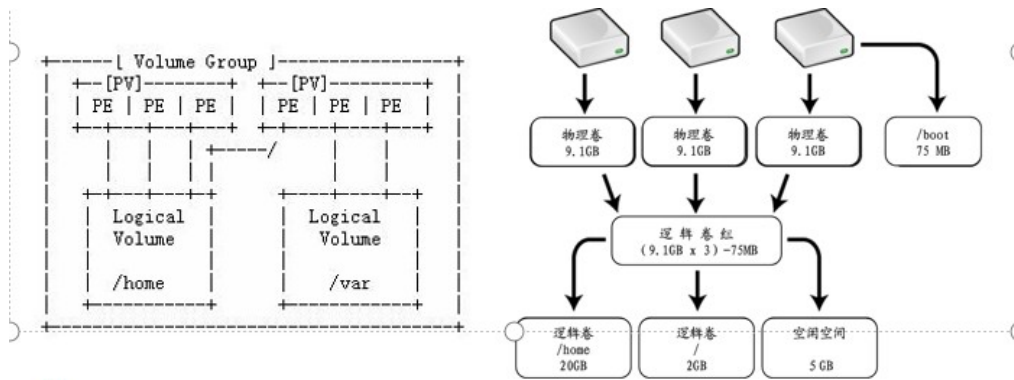 [ Volume Group ]
[PV] [PV]
PE | PE | PE PE | PE | PE
Logical Volume
/home
Logical Volume
/var
物理卷
9.1GB
物理卷
9.1GB
物理卷
9.1GB
/boot
75 MB
逻辑卷组
(9.1GB x 3)-75MB
逻辑卷
/home
20GB
逻辑卷
/
2GB
空闲空间
5GB